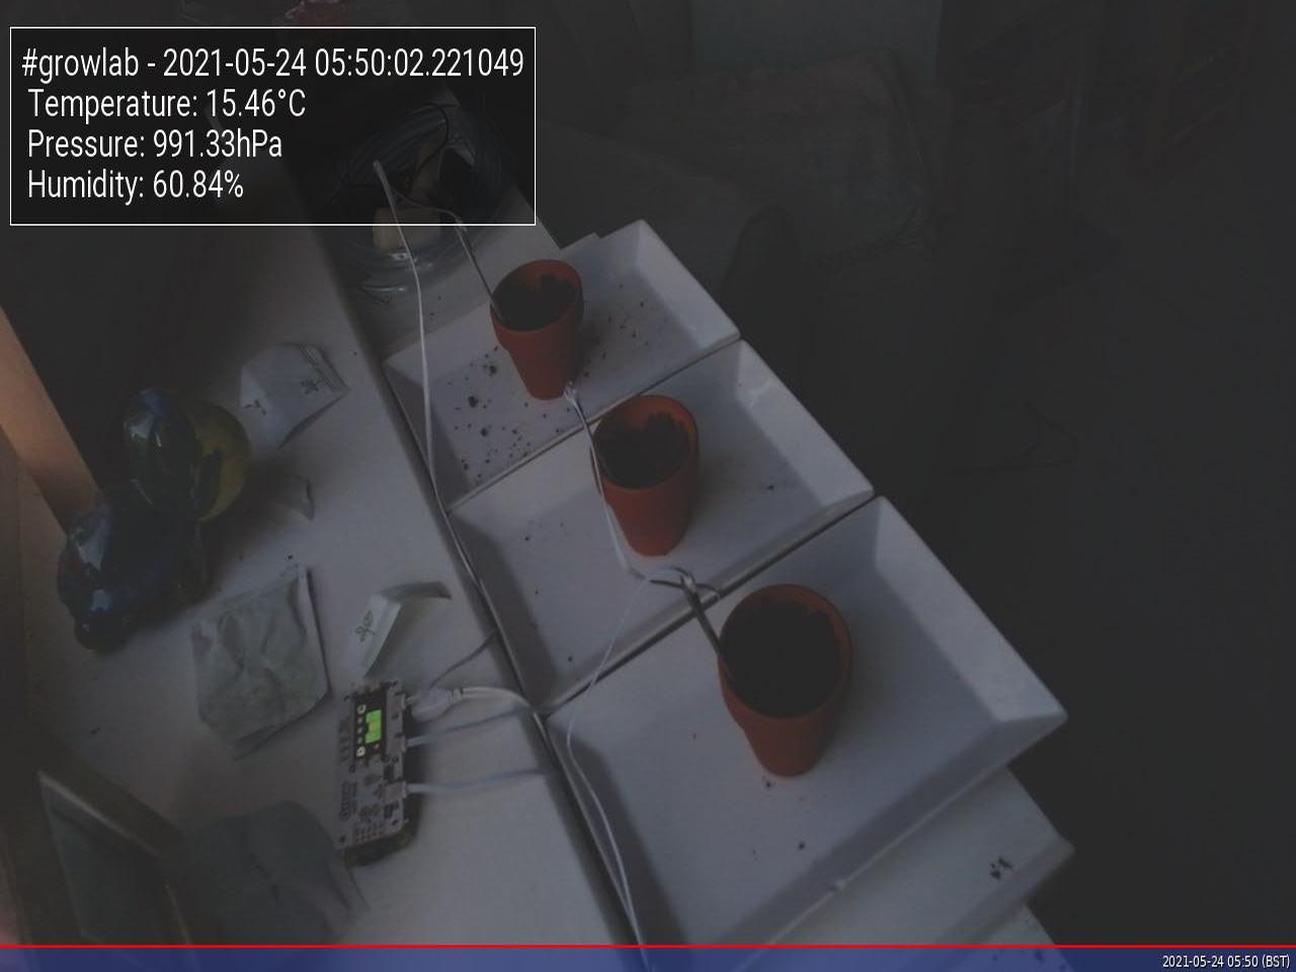 #growlab - 2021-05-24 05:50:02.221049
Temperature: 15.46°C
Pressure: 991.33hPa
Humidity: 60.84%
2021-05-24 05:50 (BST)